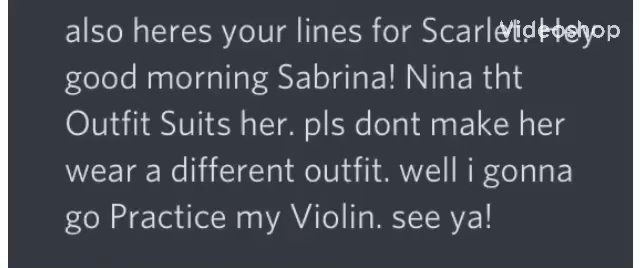 also heres your lines for Scarlet. Hey
good morning Sabrina! Nina tht
Outfit Suits her. pls dont make her
wear a different outfit. well i gonna
go Practice my Violin. see ya!
Videoshop